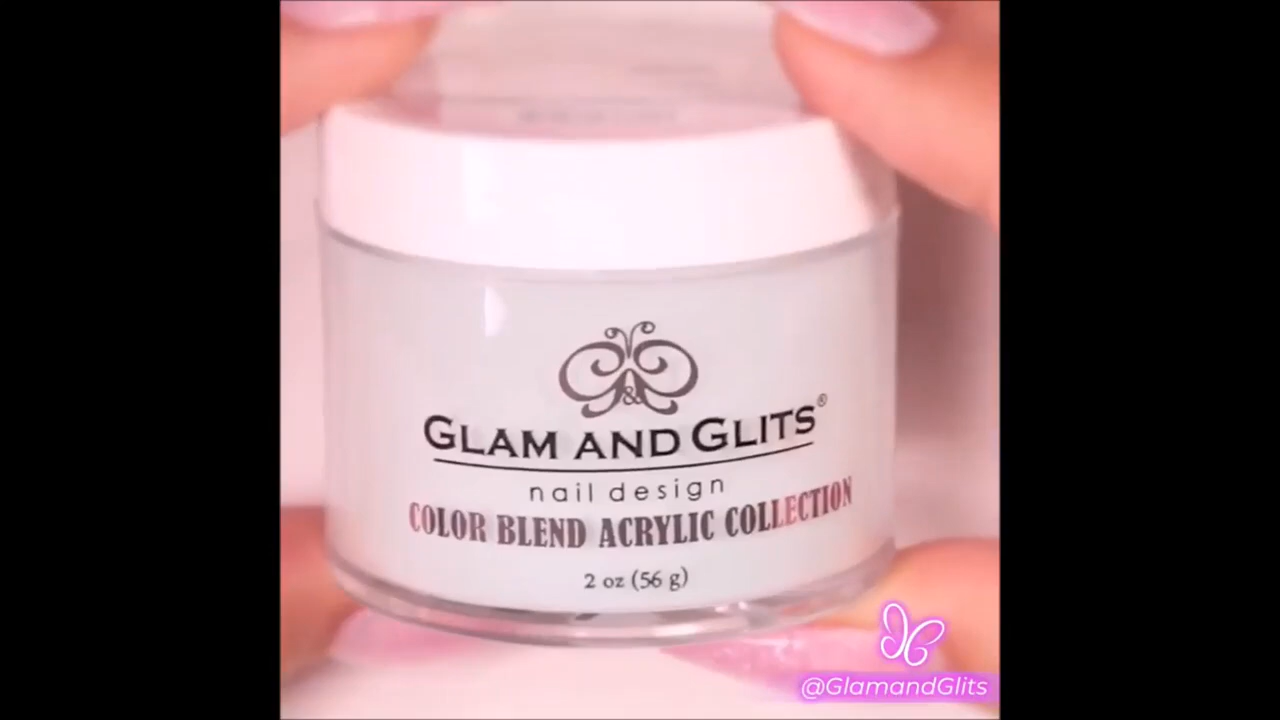 &
GLAM AND GLITS®
nail design
COLOR BLEND ACRYLIC COLLECTION
2 oz (56 g)
@GlamandGlits